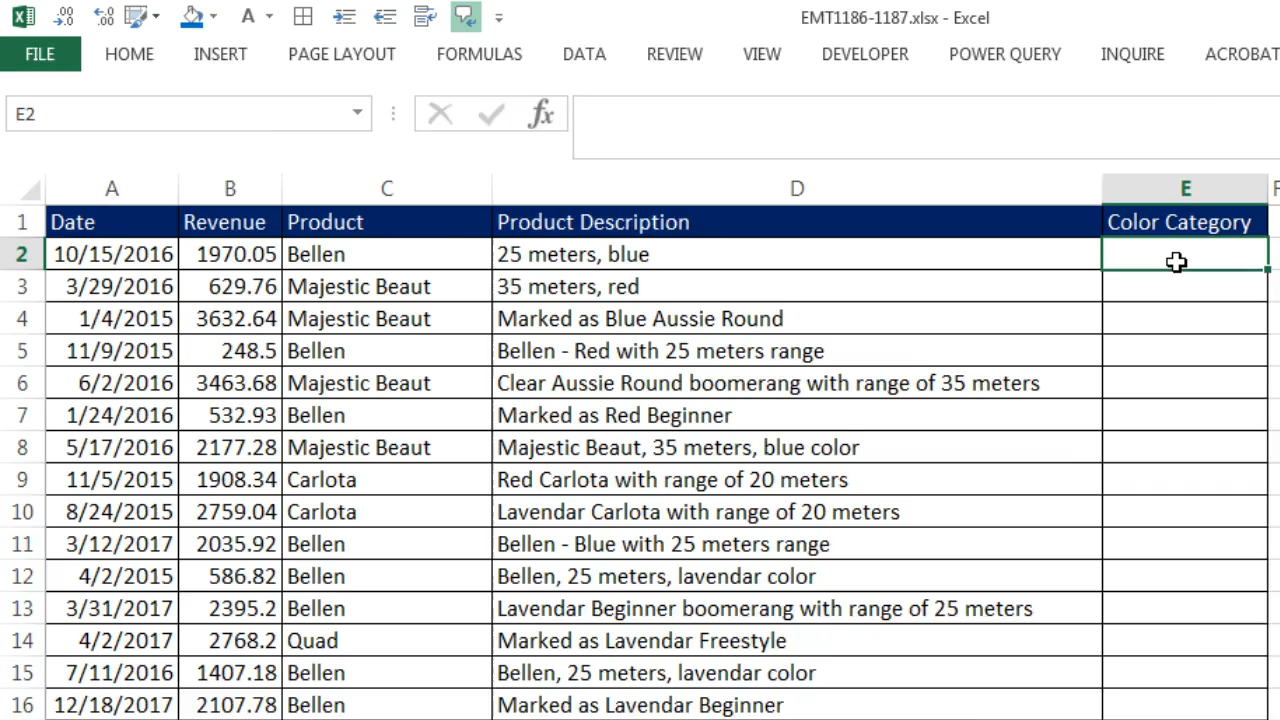 EMT1186-1187.xlsx - Excel
FILE HOME INSERT PAGE LAYOUT FORMULAS DATA REVIEW VIEW DEVELOPER POWER QUERY INQUIRE ACROBAT
E2 fx
A B C D E F
1 Date Revenue Product Product Description Color Category
2 10/15/2016 1970.05 Bellen 25 meters, blue
3 3/29/2016 629.76 Majestic Beaut 35 meters, red
4 1/4/2015 3632.64 Majestic Beaut Marked as Blue Aussie Round
5 11/9/2015 248.5 Bellen Bellen - Red with 25 meters range
6 6/2/2016 3463.68 Majestic Beaut Clear Aussie Round boomerang with range of 35 meters
7 1/24/2016 532.93 Bellen Marked as Red Beginner
8 5/17/2016 2177.28 Majestic Beaut Majestic Beaut, 35 meters, blue color
9 11/5/2015 1908.34 Carlota Red Carlota with range of 20 meters
10 8/24/2015 2759.04 Carlota Lavendar Carlota with range of 20 meters
11 3/12/2017 2035.92 Bellen Bellen - Blue with 25 meters range
12 4/2/2015 586.82 Bellen Bellen, 25 meters, lavendar color
13 3/31/2017 2395.2 Bellen Lavendar Beginner boomerang with range of 25 meters
14 4/2/2017 2768.2 Quad Marked as Lavendar Freestyle
15 7/11/2016 1407.18 Bellen Bellen, 25 meters, lavendar color
16 12/18/2017 2107.78 Bellen Marked as Lavendar Beginner